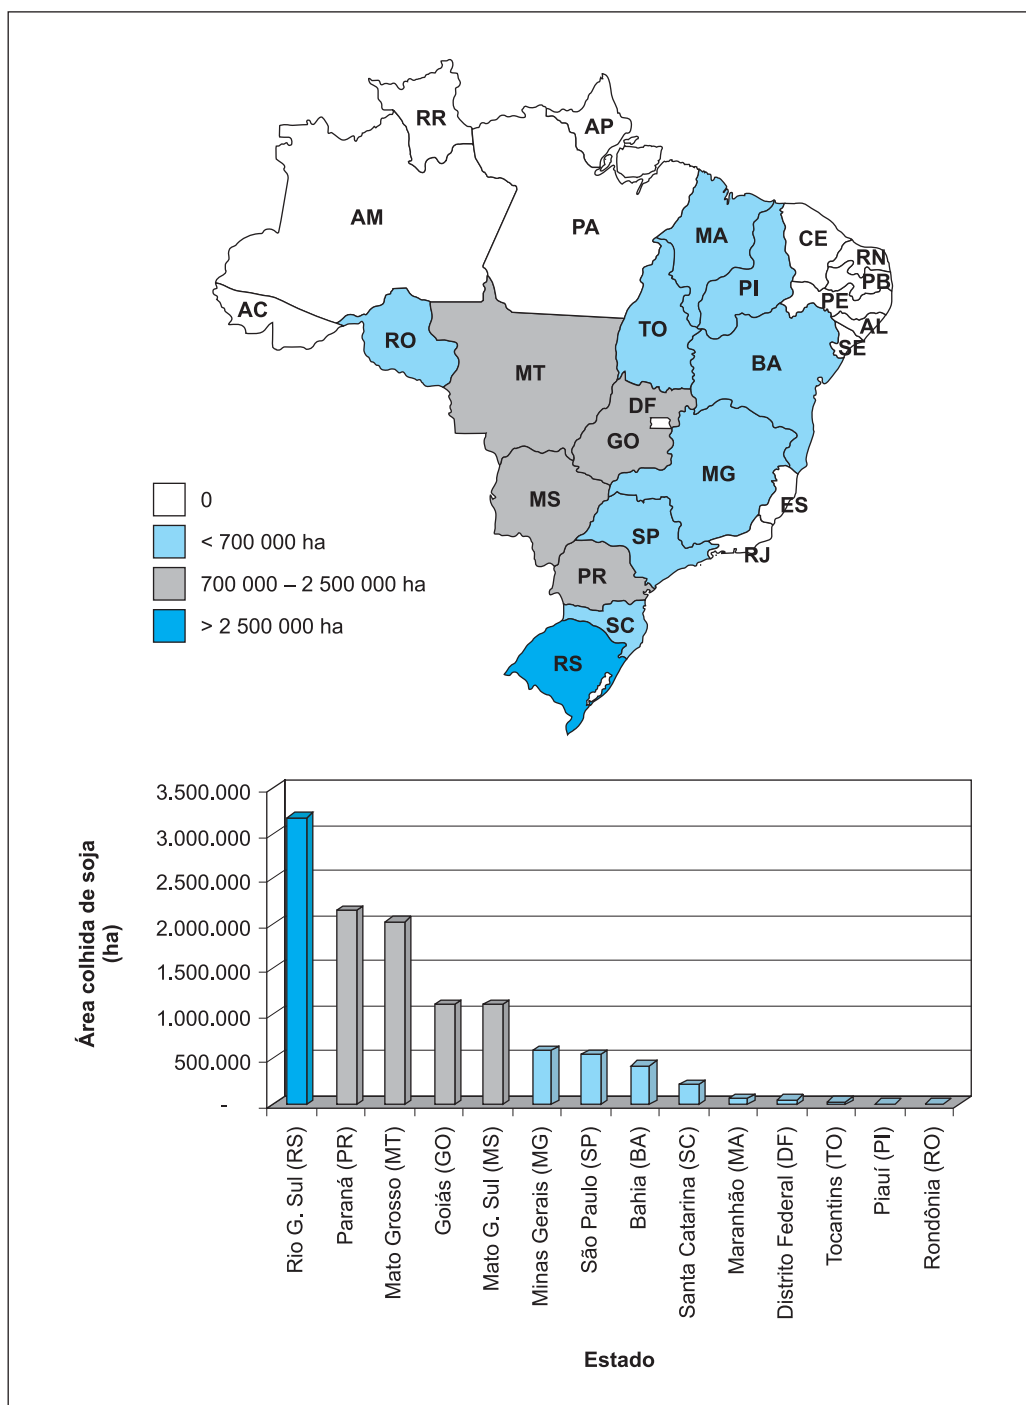 RR
AP
AM
PA
MA
CE
RN
PB
PI
PE
AC
AL
TO
RO
SE
BA
MT
DF
GO
MG
MS
ES
SP
RJ
PR
SC
RS
0
< 700 000 ha
700 000 – 2 500 000 ha
> 2 500 000 ha
Área colhida de soja
(ha)
3.500.000
3.000.000
2.500.000
2.000.000
1.500.000
1.000.000
500.000
-
Rio G. Sul (RS)
Paraná (PR)
Mato Grosso (MT)
Goiás (GO)
Mato G. Sul (MS)
Minas Gerais (MG)
São Paulo (SP)
Bahia (BA)
Santa Catarina (SC)
Maranhão (MA)
Distrito Federal (DF)
Tocantins (TO)
Piauí (PI)
Rondônia (RO)
Estado